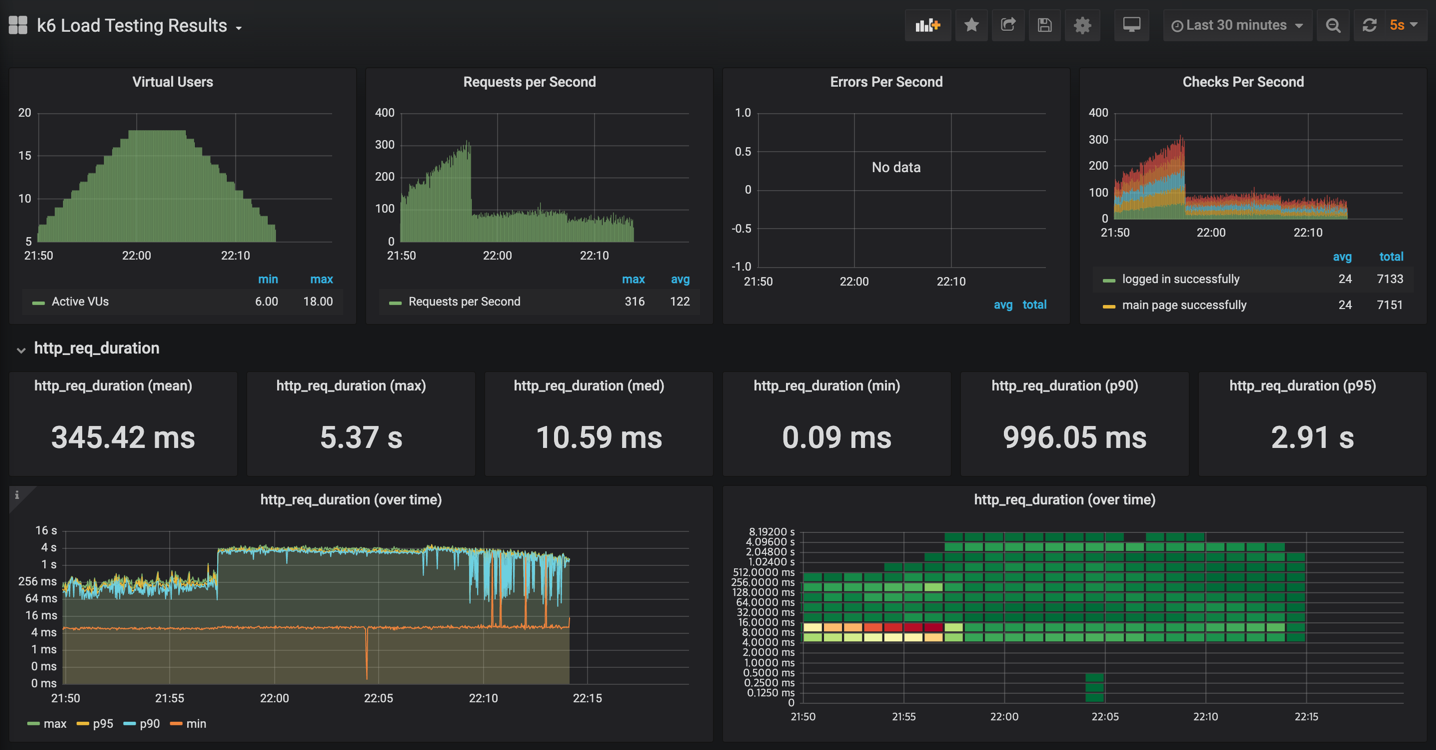 k6 Load Testing Results
Last 30 minutes
5s
Virtual Users
20
15
10
5
21:50 22:00 22:10
min max
Active VUs 6.00 18.00
Requests per Second
400
300
200
100
0
21:50 22:00 22:10
max avg
Requests per Second 316 122
Errors Per Second
1.0
0.5
0
-0.5
-1.0
No data
21:50 22:00 22:10
avg total
Checks Per Second
400
300
200
100
0
21:50 22:00 22:10
avg total
logged in successfully 24 7133
main page successfully 24 7151
http_req_duration
http_req_duration (mean)
345.42 ms
http_req_duration (max)
5.37 s
http_req_duration (med)
10.59 ms
http_req_duration (min)
0.09 ms
http_req_duration (p90)
996.05 ms
http_req_duration (p95)
2.91 s
i
http_req_duration (over time)
16 s
4 s
1 s
256 ms
64 ms
16 ms
4 ms
1 ms
0 ms
0 ms
21:50 21:55 22:00 22:05 22:10 22:15
max p95 p90 min
http_req_duration (over time)
8.19200 s
4.09600 s
2.04800 s
1.02400 s
512.0000 ms
256.0000 ms
128.0000 ms
64.0000 ms
32.0000 ms
16.0000 ms
8.0000 ms
4.0000 ms
2.0000 ms
1.0000 ms
0.5000 ms
0.2500 ms
0.1250 ms
0
21:50 21:55 22:00 22:05 22:10 22:15